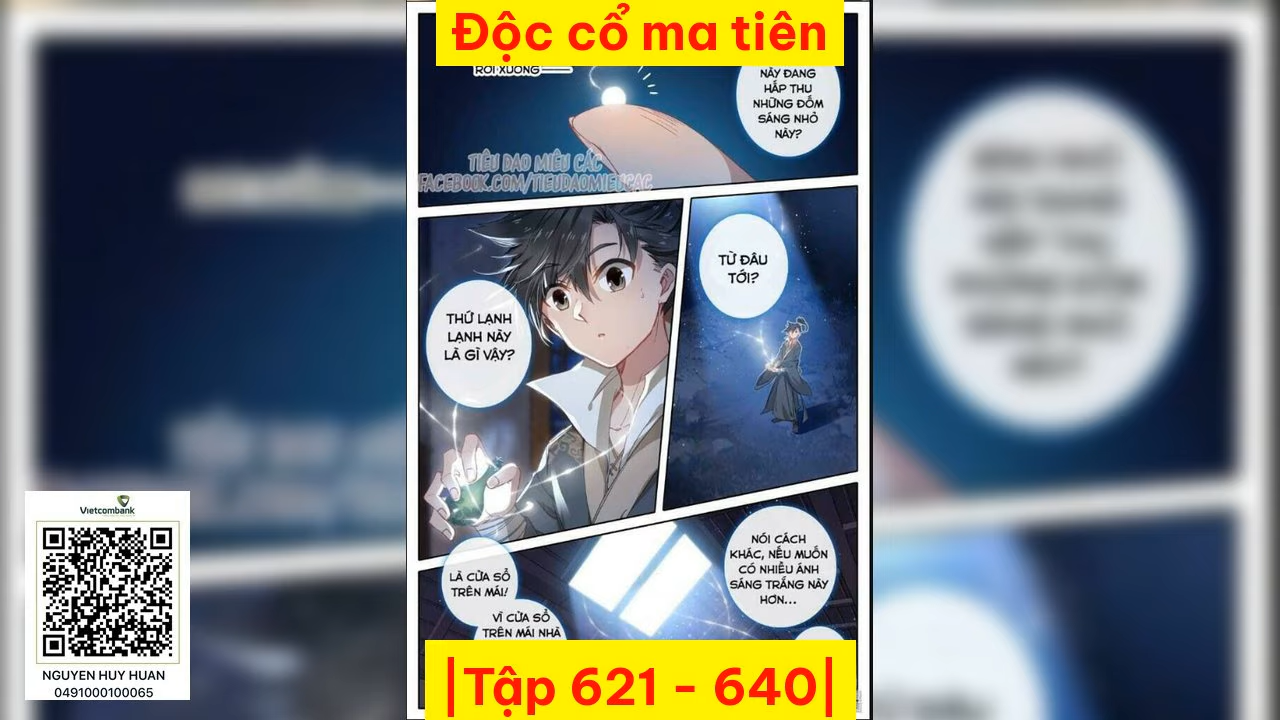 Độc cổ ma tiên
RƠI XUỐNG
NÀY ĐANG
HẤP THU
NHỮNG ĐỐM
SÁNG NHỎ
NÀY?
TIÊU DAO MIÊU CÁC
FACEBOOK.COM/TIEUDAOMIEUCAC
TỪ ĐÂU
TỚI?
THỨ LẠNH
LẠNH NÀY
LÀ GÌ VẬY?
NÓI CÁCH
KHÁC, NẾU MUỐN
CÓ NHIỀU ÁNH
SÁNG TRẮNG NÀY
HƠN...
LÀ CỬA SỔ
TRÊN MÁI!
VÌ CỬA SỔ
TRÊN MÁI NHÀ
|Tập 621 - 640|
Vietcombank
NGUYEN HUY HUAN
0491000100065